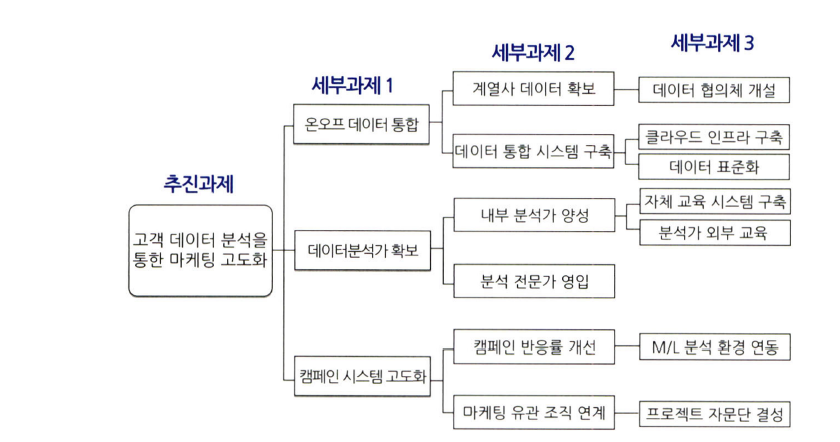 추진과제
세부과제 1
세부과제 2
세부과제 3
고객 데이터 분석을
통한 마케팅 고도화
온오프 데이터 통합
계열사 데이터 확보
데이터 협의체 개설
데이터 통합 시스템 구축
클라우드 인프라 구축
데이터 표준화
데이터분석가 확보
내부 분석가 양성
자체 교육 시스템 구축
분석가 외부 교육
분석 전문가 영입
캠페인 시스템 고도화
캠페인 반응률 개선
M/L 분석 환경 연동
마케팅 유관 조직 연계
프로젝트 자문단 결성